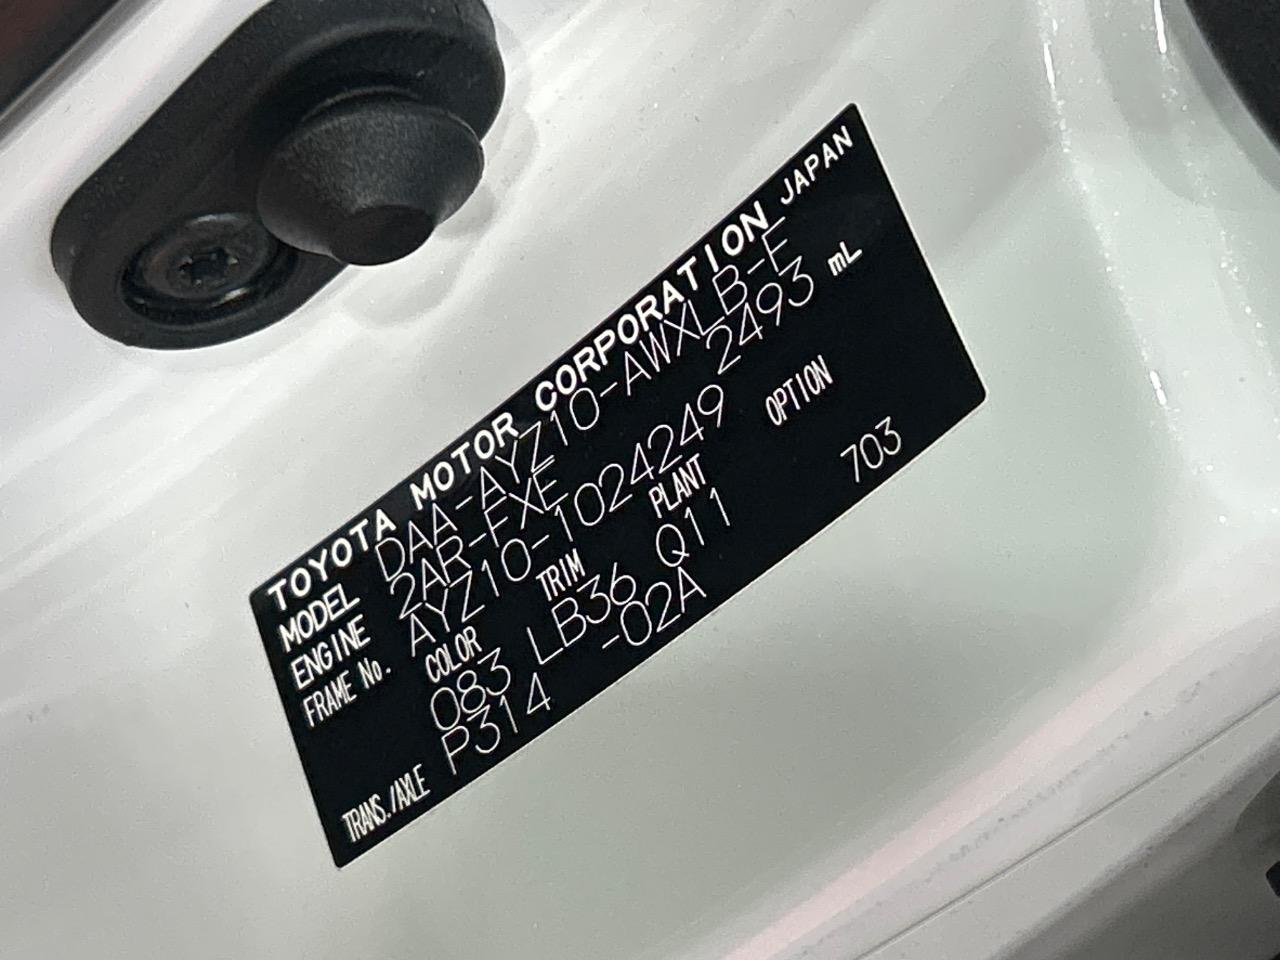 TOYOTA MOTOR CORPORATION JAPAN
MODEL DAA-AYZ10-AWXLB-E
ENGINE 2AR-FXE 2493 mL
FRAME No. AYZ10-1024249
COLOR TRIM PLANT OPTION
083 LB36 Q11 703
TRANS./AXLE P314 -02A